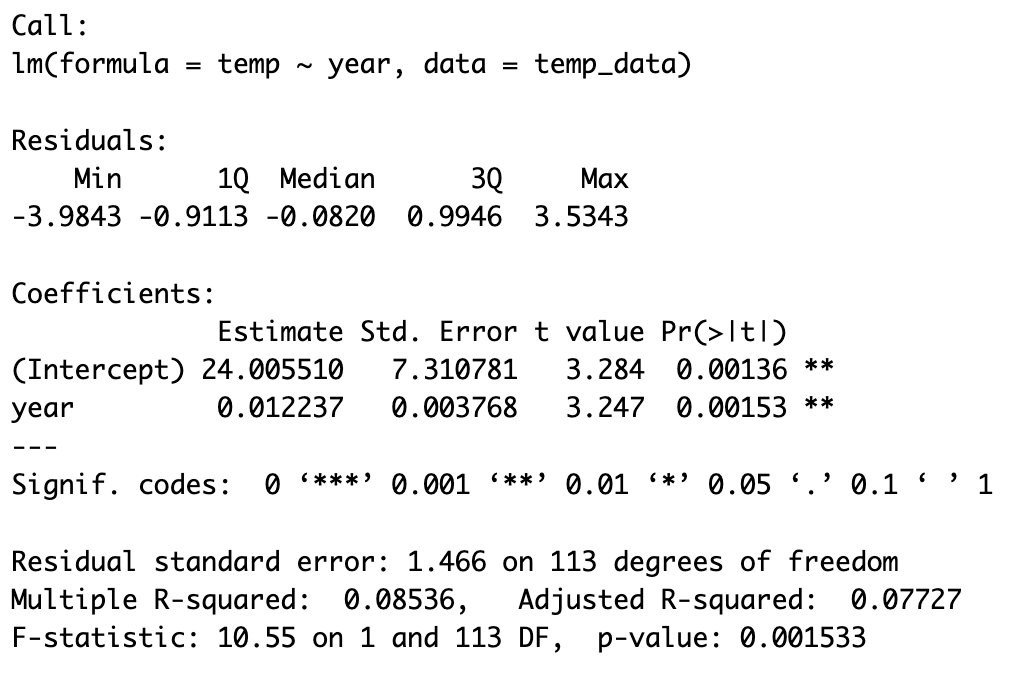 Call:
lm(formula = temp ~ year, data = temp_data)
Residuals:
    Min      1Q  Median      3Q     Max
-3.9843 -0.9113 -0.0820  0.9946  3.5343
Coefficients:
             Estimate Std. Error t value Pr(>|t|)
(Intercept) 24.005510   7.310781   3.284  0.00136 **
year         0.012237   0.003768   3.247  0.00153 **
---
Signif. codes:  0 ‘***’ 0.001 ‘**’ 0.01 ‘*’ 0.05 ‘.’ 0.1 ‘ ’ 1
Residual standard error: 1.466 on 113 degrees of freedom
Multiple R-squared:  0.08536,   Adjusted R-squared:  0.07727
F-statistic: 10.55 on 1 and 113 DF,  p-value: 0.001533